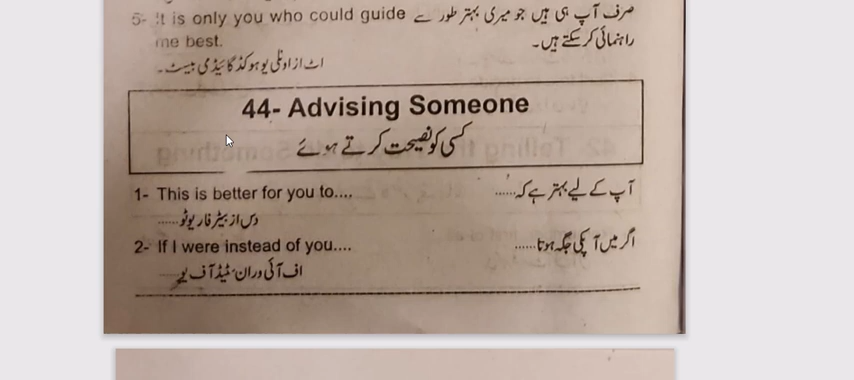 5- It is only you who could guide صرف آپ ہی ہیں جو میری بہتر طور سے
me best. راہنمائی کر سکتے ہیں۔
اٹ از اونلی یو ہو کڈ گائیڈ می بیسٹ۔
44- Advising Someone
کسی کو نصیحت کرتے ہوئے
1- This is better for you to.... آپ کے لیے بہتر ہے کہ......
دس از بیٹر فار یو ٹو......
2- If I were instead of you.... اگر میں آپکی جگہ ہوتا......
اف آئی ور ان سٹیڈ آف یو